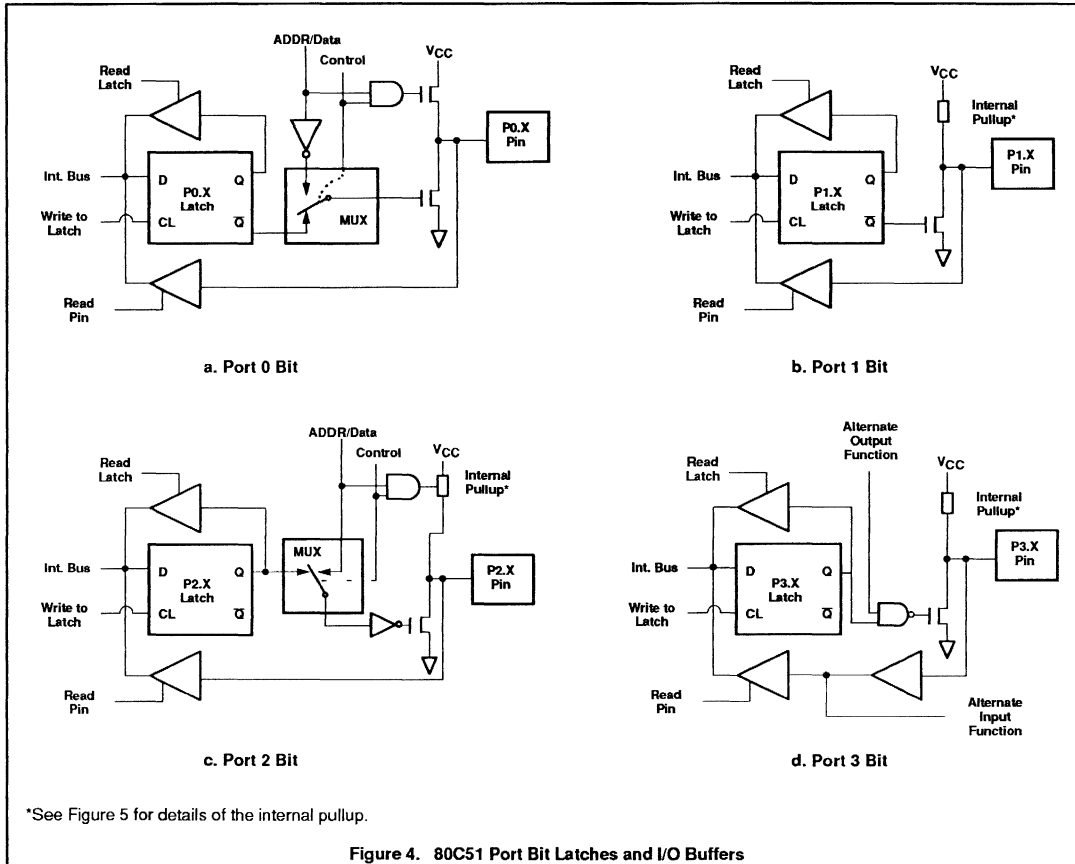 ADDR/Data
Control
VCC
Read
Latch
P0.X
Pin
Int. Bus
D
P0.X
Latch
Q
Write to
Latch
CL
Q
MUX
Read
Pin
a. Port 0 Bit
Read
Latch
VCC
Internal
Pullup*
P1.X
Pin
Int. Bus
D
P1.X
Latch
Q
Write to
Latch
CL
Q
Read
Pin
b. Port 1 Bit
ADDR/Data
Control
VCC
Internal
Pullup*
Read
Latch
MUX
P2.X
Pin
Int. Bus
D
P2.X
Latch
Q
Write to
Latch
CL
Q
Read
Pin
c. Port 2 Bit
Alternate
Output
Function
VCC
Internal
Pullup*
Read
Latch
P3.X
Pin
Int. Bus
D
P3.X
Latch
Q
Write to
Latch
CL
Q
Read
Pin
Alternate
Input
Function
d. Port 3 Bit
*See Figure 5 for details of the internal pullup.
Figure 4. 80C51 Port Bit Latches and I/O Buffers